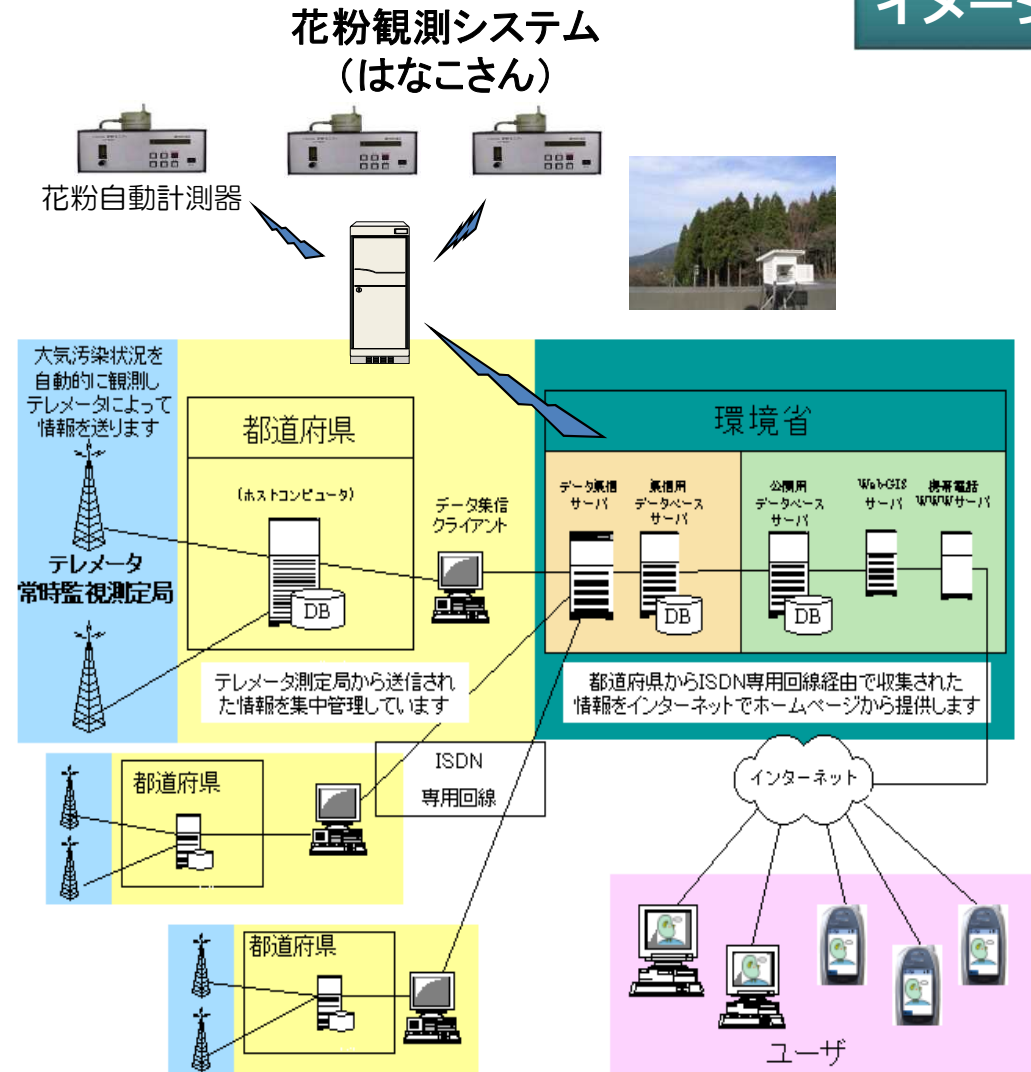 花粉観測システム
(はなこさん)
イメージ
花粉自動計測器
大気汚染状況を
自動的に観測し
テレメータによって
情報を送ります
テレメータ
常時監視測定局
都道府県
(ホストコンピュータ)
DB
データ集信
クライアント
テレメータ測定局から送信され
た情報を集中管理しています
環境省
データ集信
サーバ
集信用
データベース
サーバ
DB
公開用
データベース
サーバ
DB
Web-GIS
サーバ
携帯電話
WWWサーバ
都道府県からISDN専用回線経由で収集された
情報をインターネットでホームページから提供します
ISDN
専用回線
都道府県
都道府県
インターネット
ユーザ